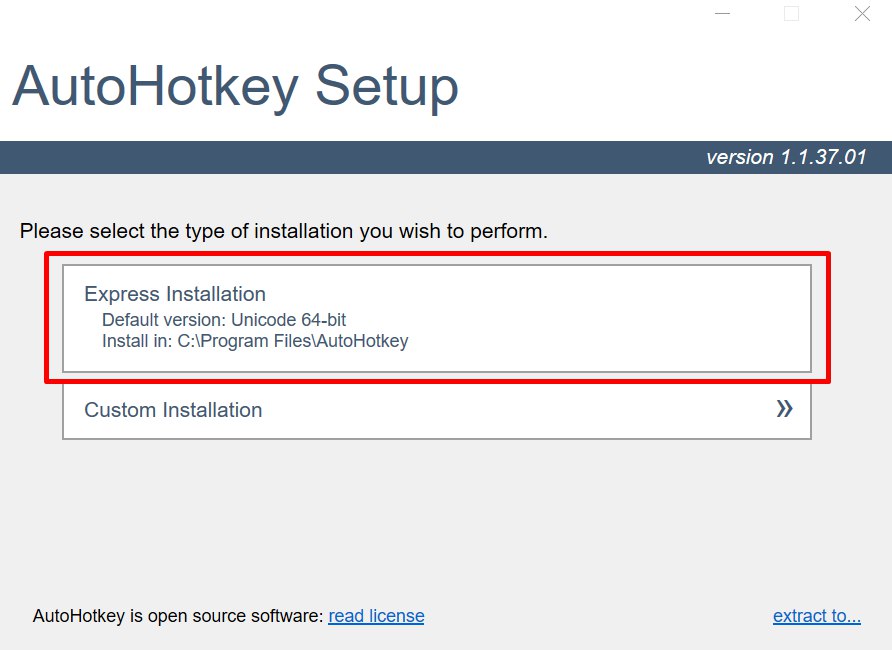 AutoHotkey Setup
version 1.1.37.01
Please select the type of installation you wish to perform.
Express Installation
Default version: Unicode 64-bit
Install in: C:\Program Files\AutoHotkey
Custom Installation »
AutoHotkey is open source software: read license extract to...